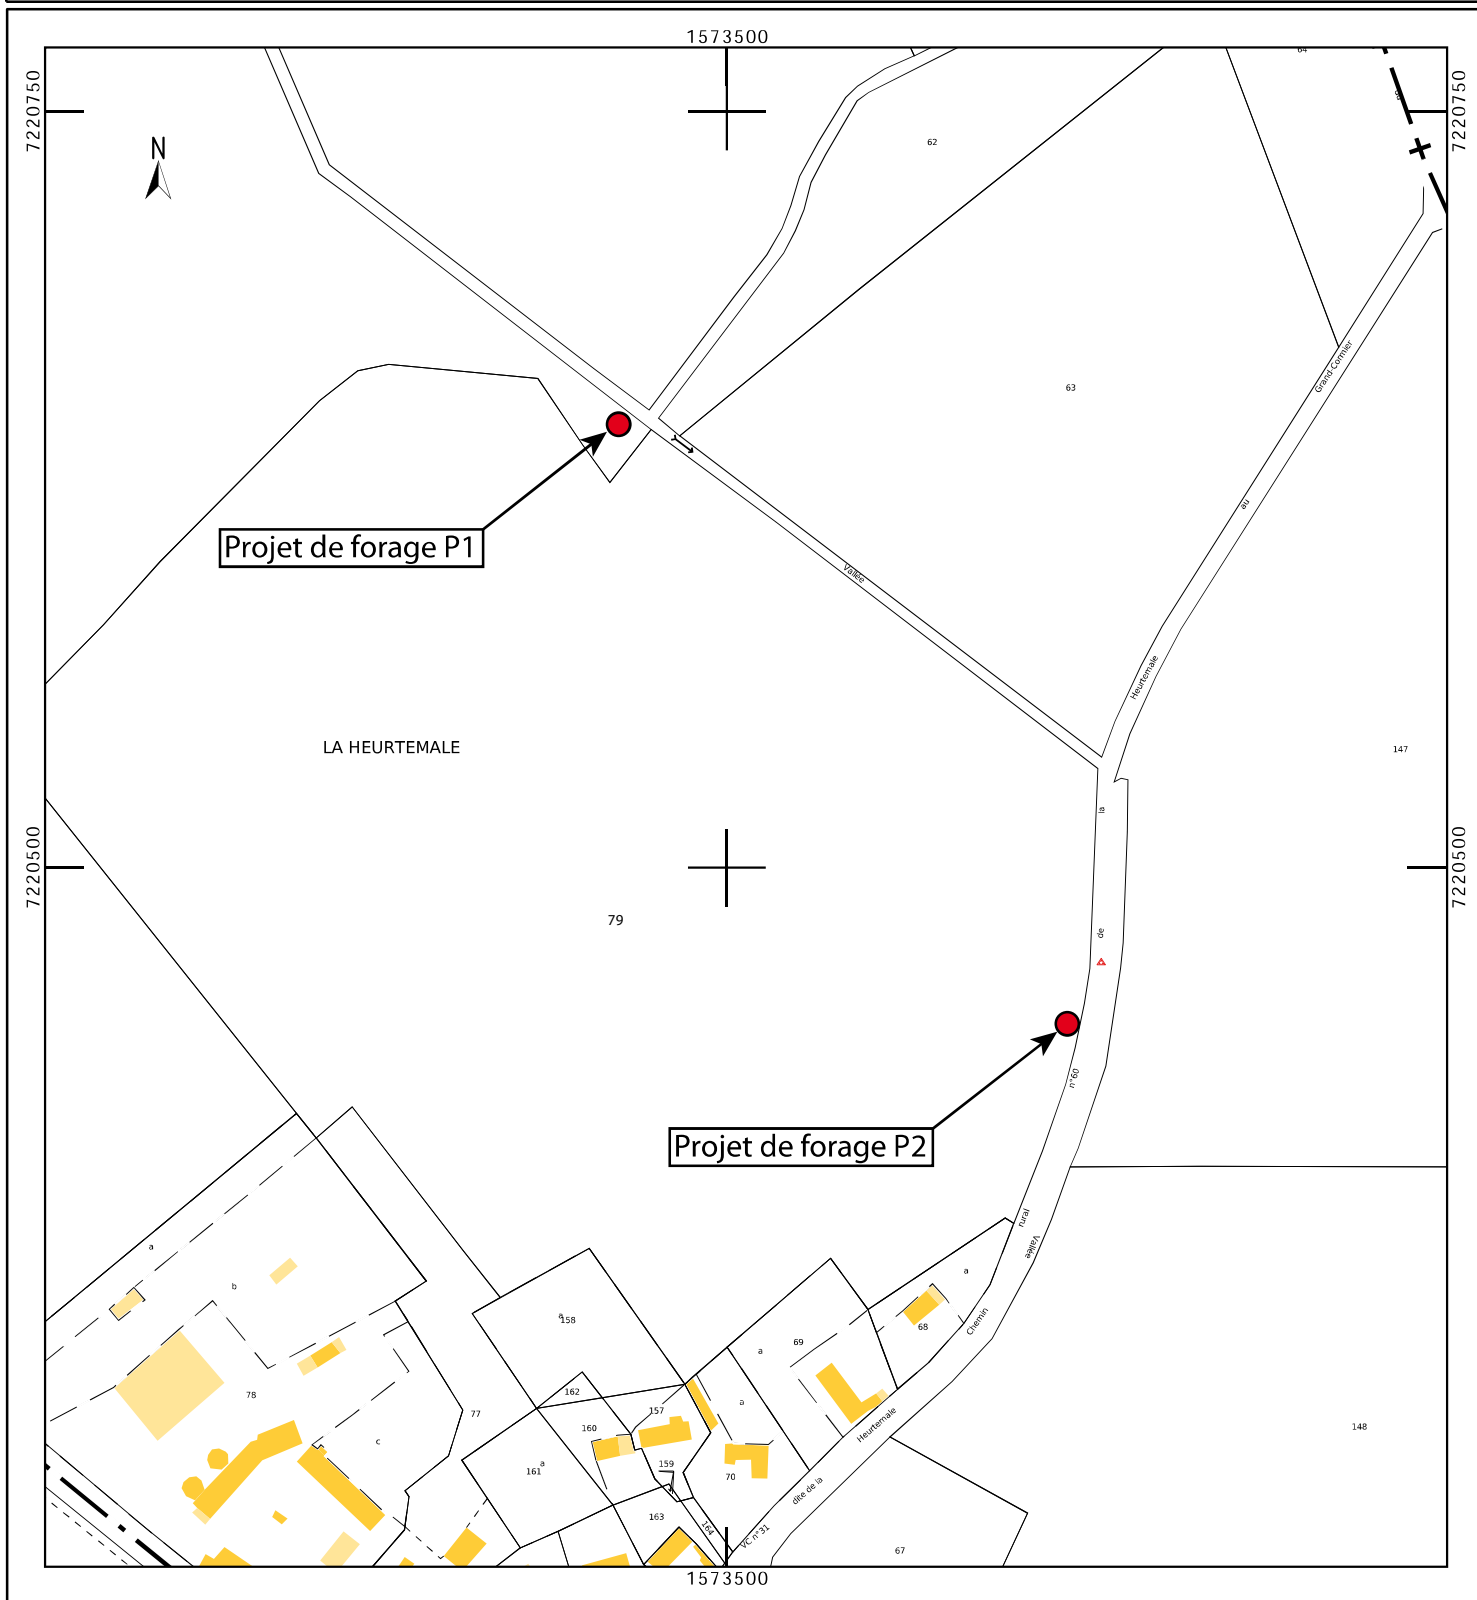 1573500
7220750
7220750
64
N
62
63
Grand-Cormier
au
Projet de forage P1
Vallée
Heurtemale
LA HEURTEMALE
147
la
7220500
7220500
79
de
n°60
Projet de forage P2
rural
Vallée
a
b
a
158
a
68
Chemin
69
a
78
162
a
157
77
160
c
Heurtemale
148
161
a
159
70
dite de la
163
164
VC n°31
67
1573500